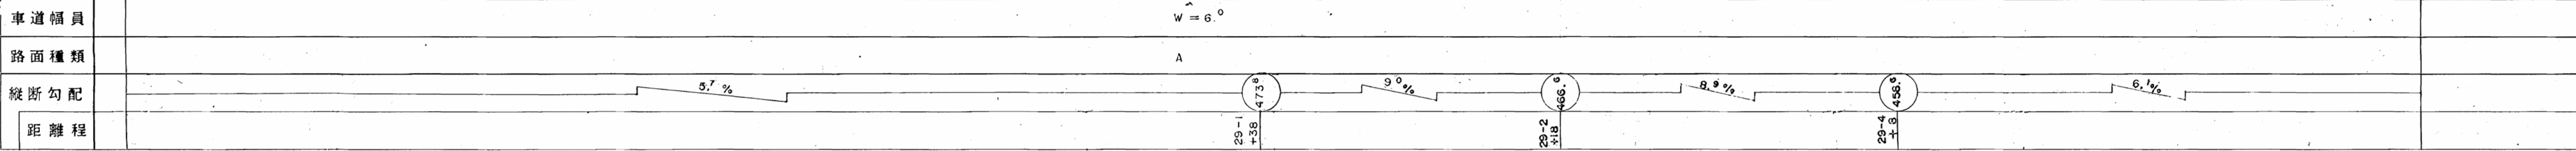 車道幅員 W = 6.0
路面種類 A
縦断勾配 5.7% 473.8 9.0% 466.6 8.9% 458.6 6.1%
距離程 29-1 +38 29-2 +18 29-4 +8